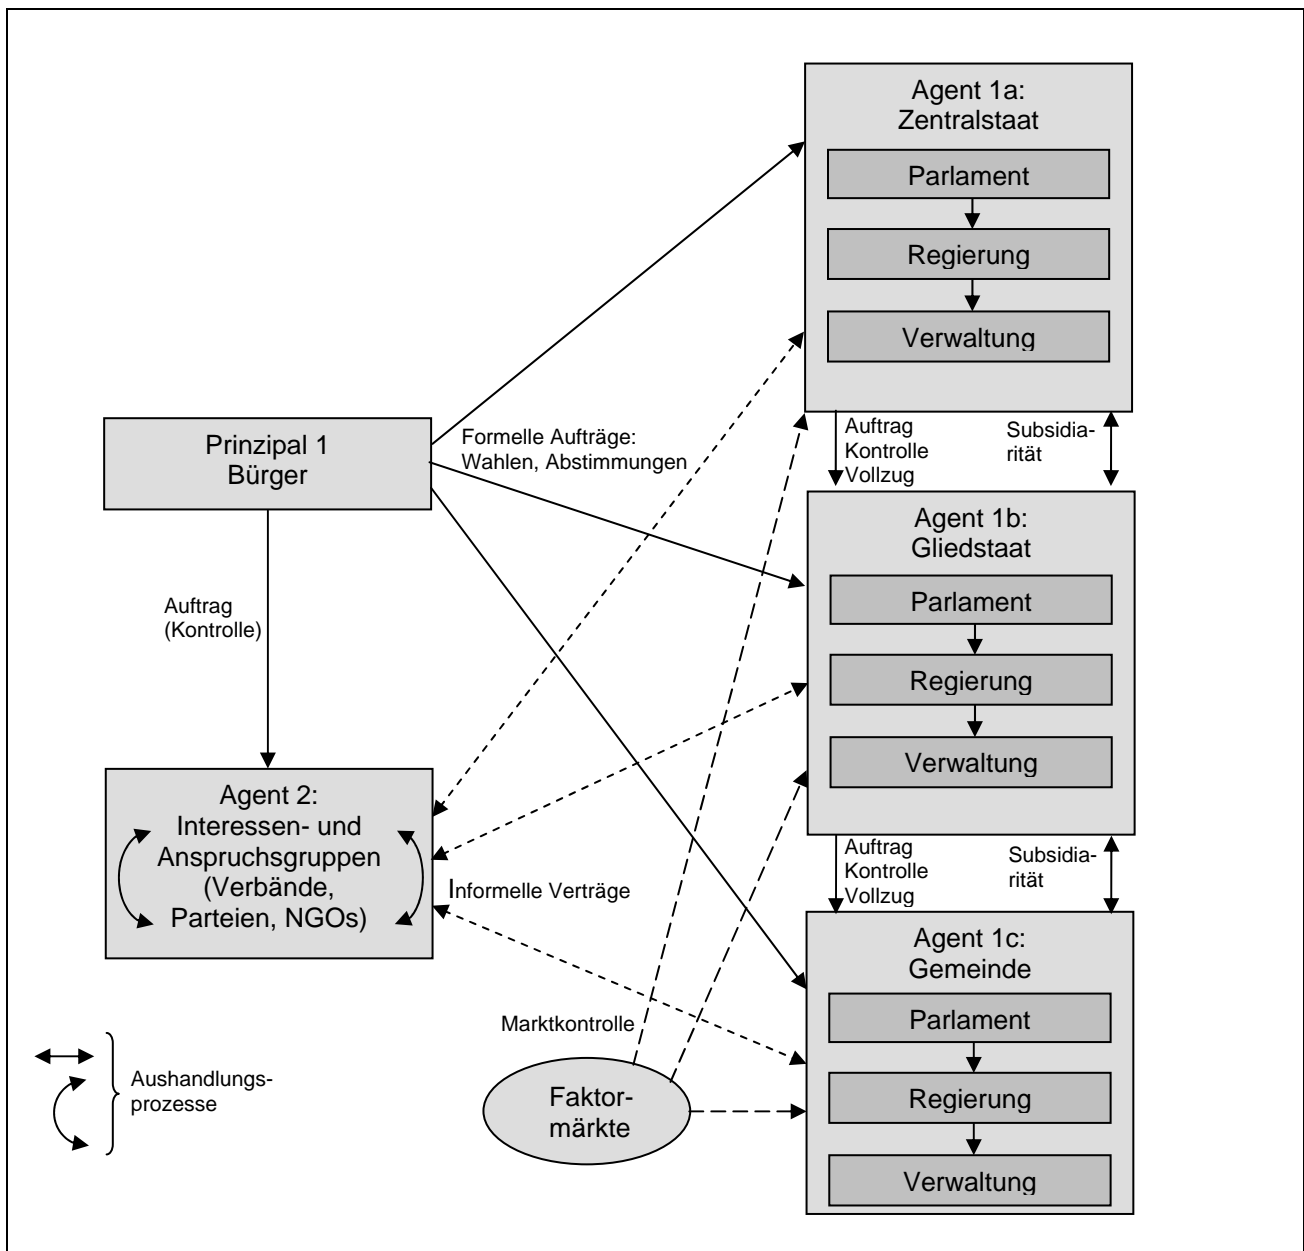 Agent 1a:
Zentralstaat
Parlament
Regierung
Verwaltung
Prinzipal 1
Bürger
Formelle Aufträge:
Wahlen, Abstimmungen
Auftrag
Kontrolle
Vollzug
Subsidia-
rität
Agent 1b:
Gliedstaat
Parlament
Regierung
Verwaltung
Auftrag
(Kontrolle)
Agent 2:
Interessen- und
Anspruchsgruppen
(Verbände,
Parteien, NGOs)
Informelle Verträge
Auftrag
Kontrolle
Vollzug
Subsidia-
rität
Agent 1c:
Gemeinde
Parlament
Regierung
Verwaltung
Marktkontrolle
Faktor-
märkte
Aushandlungs-
prozesse